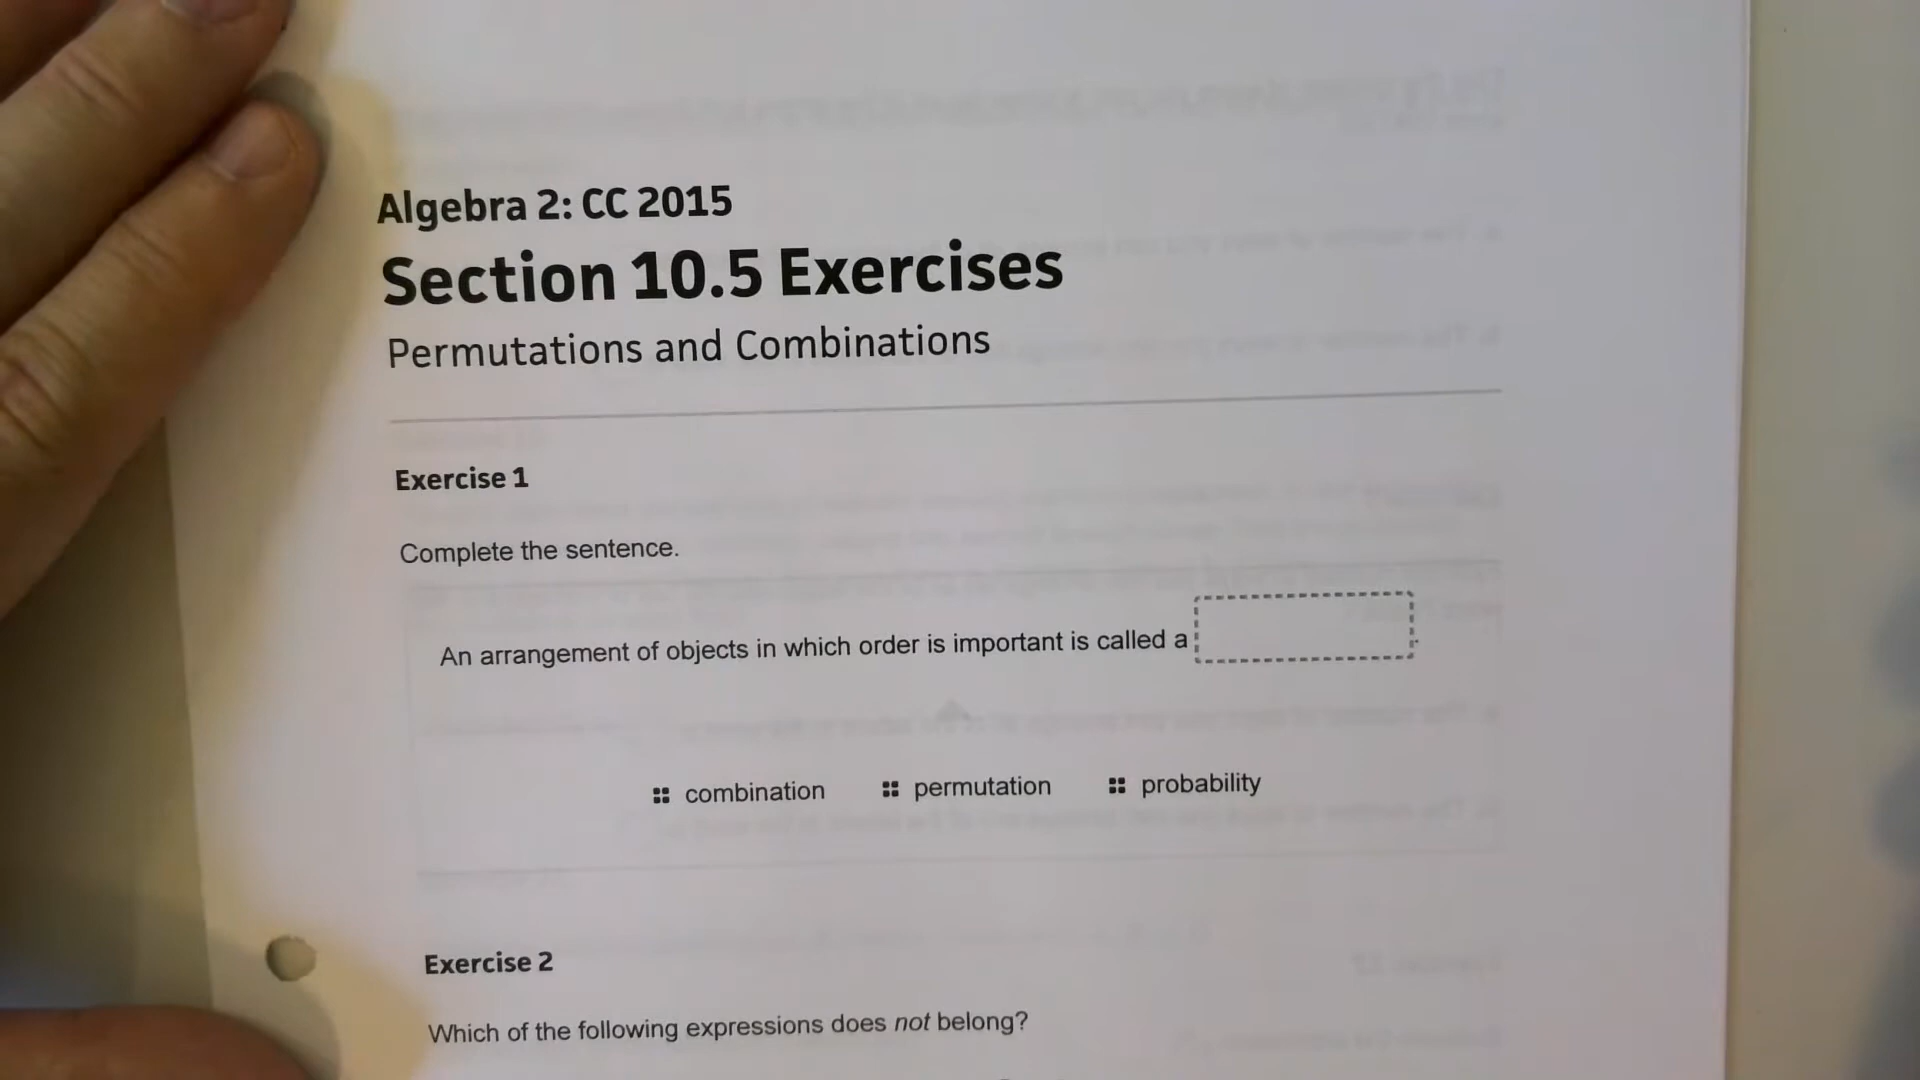 Algebra 2: CC 2015
Section 10.5 Exercises
Permutations and Combinations
Exercise 1
Complete the sentence.
An arrangement of objects in which order is important is called a .
combination permutation probability
Exercise 2
Which of the following expressions does not belong?